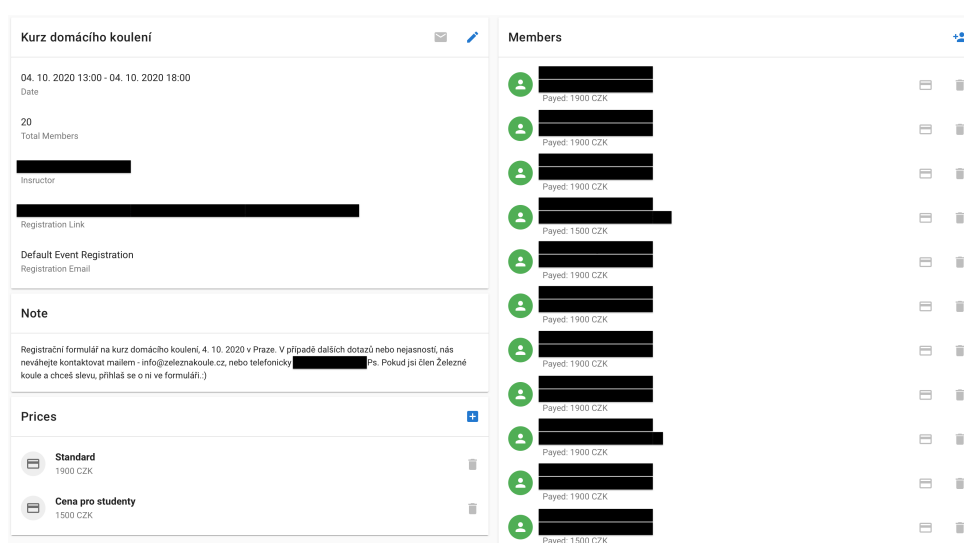 Kurz domácího koulení
04. 10. 2020 13:00 - 04. 10. 2020 18:00
Date
20
Total Members
Insructor
Registration Link
Default Event Registration
Registration Email
Note
Registrační formulář na kurz domácího koulení, 4. 10. 2020 v Praze. V případě dalších dotazů nebo nejasností, nás
neváhejte kontaktovat mailem - info@zeleznakoule.cz, nebo telefonicky Ps. Pokud jsi člen Železné
koule a chceš slevu, přihlaš se o ni ve formuláři.:)
Prices
Standard
1900 CZK
Cena pro studenty
1500 CZK
Members
Payed: 1900 CZK
Payed: 1900 CZK
Payed: 1900 CZK
Payed: 1500 CZK
Payed: 1900 CZK
Payed: 1900 CZK
Payed: 1900 CZK
Payed: 1900 CZK
Payed: 1900 CZK
Payed: 1900 CZK
Payed: 1500 CZK